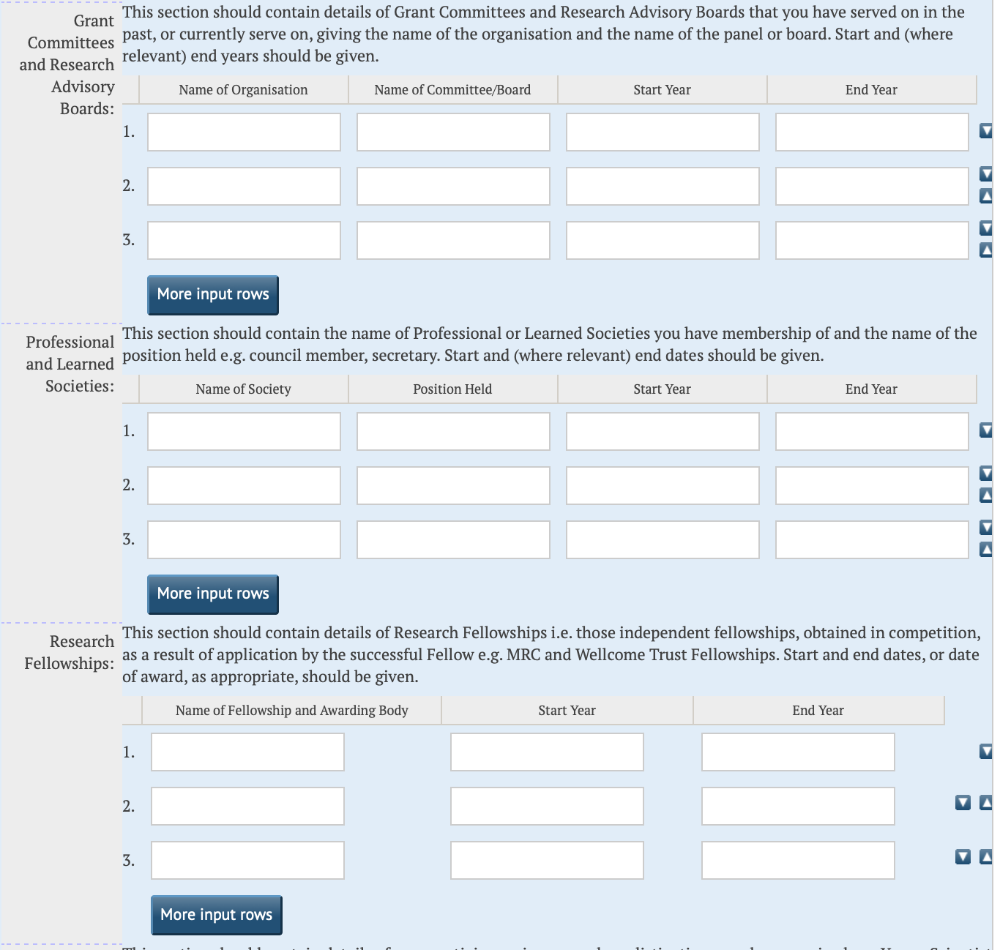 Grant
Committees
and Research
Advisory
Boards:
This section should contain details of Grant Committees and Research Advisory Boards that you have served on in the
past, or currently serve on, giving the name of the organisation and the name of the panel or board. Start and (where
relevant) end years should be given.
Name of Organisation Name of Committee/Board Start Year End Year
1.
2.
3.
More input rows
Professional
and Learned
Societies:
This section should contain the name of Professional or Learned Societies you have membership of and the name of the
position held e.g. council member, secretary. Start and (where relevant) end dates should be given.
Name of Society Position Held Start Year End Year
1.
2.
3.
More input rows
Research
Fellowships:
This section should contain details of Research Fellowships i.e. those independent fellowships, obtained in competition,
as a result of application by the successful Fellow e.g. MRC and Wellcome Trust Fellowships. Start and end dates, or date
of award, as appropriate, should be given.
Name of Fellowship and Awarding Body Start Year End Year
1.
2.
3.
More input rows